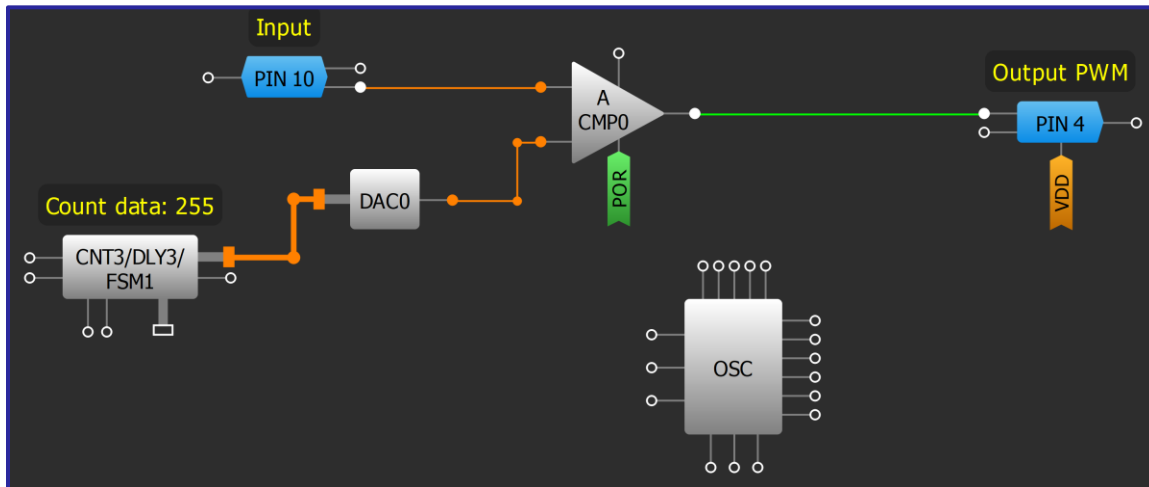 Input
PIN 10
A
CMP0
Output PWM
PIN 4
POR
VDD
DAC0
Count data: 255
CNT3/DLY3/
FSM1
OSC